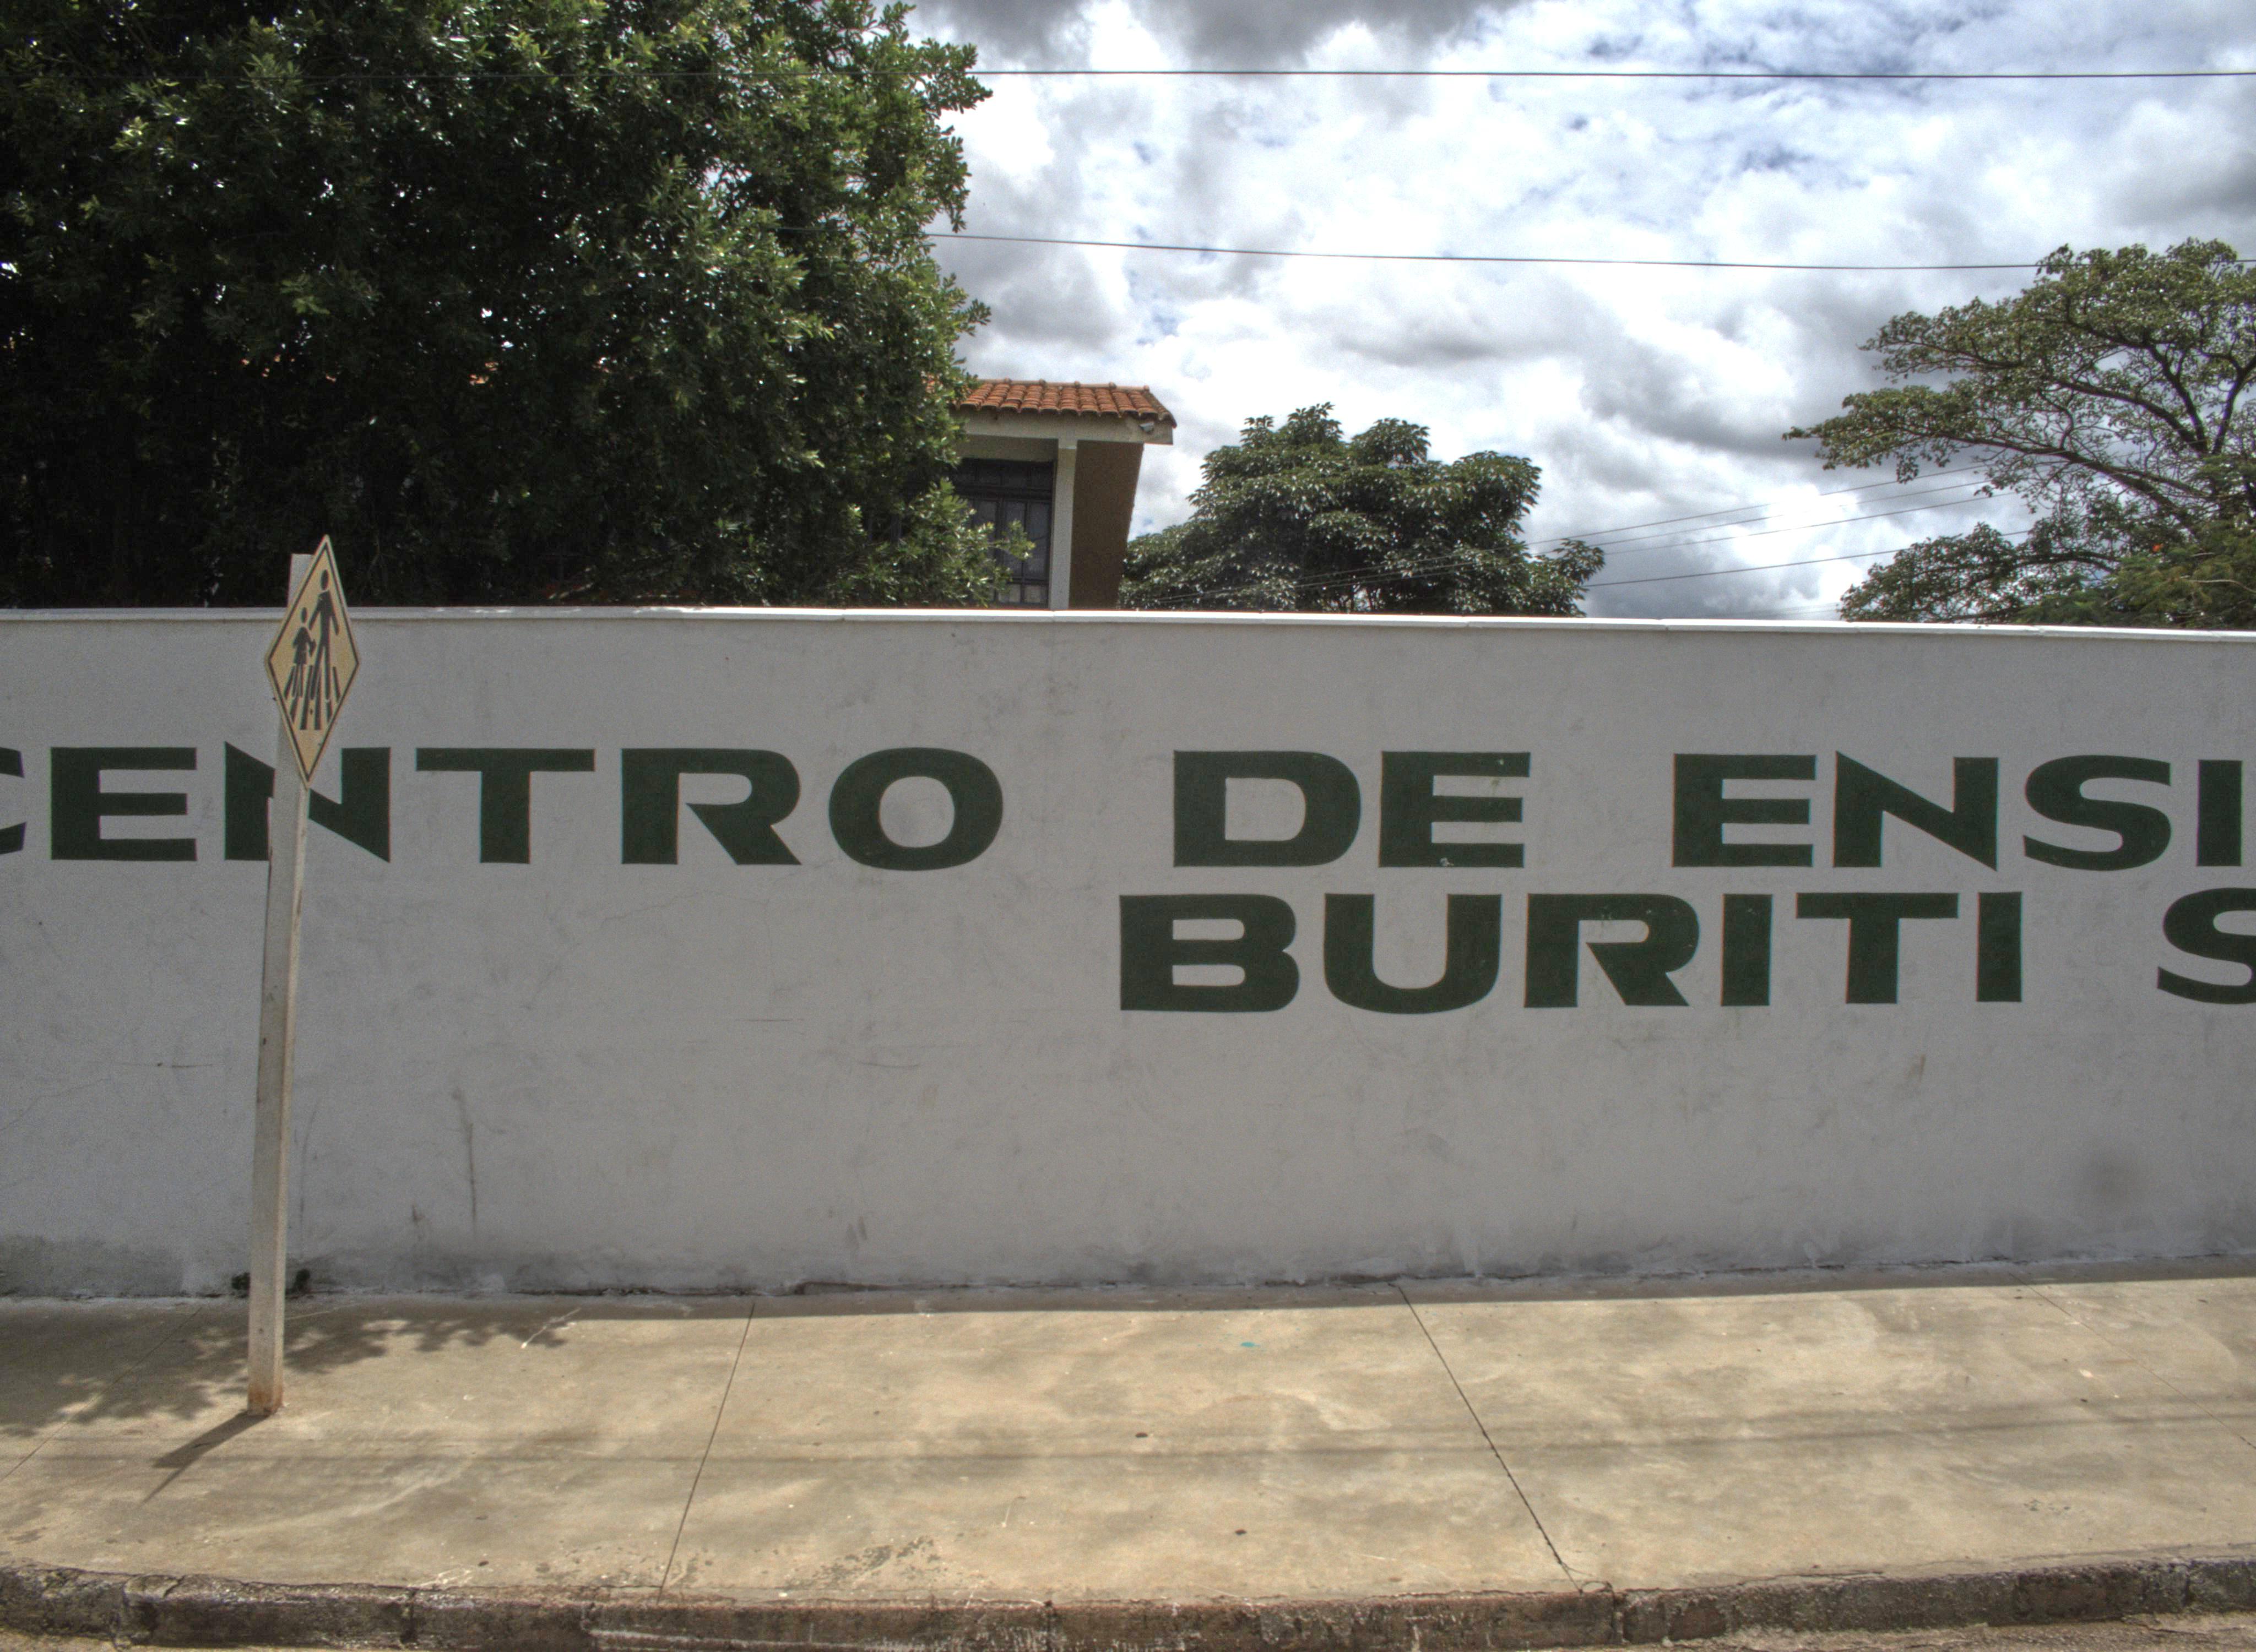 CENTRO DE ENSI
BURITI S